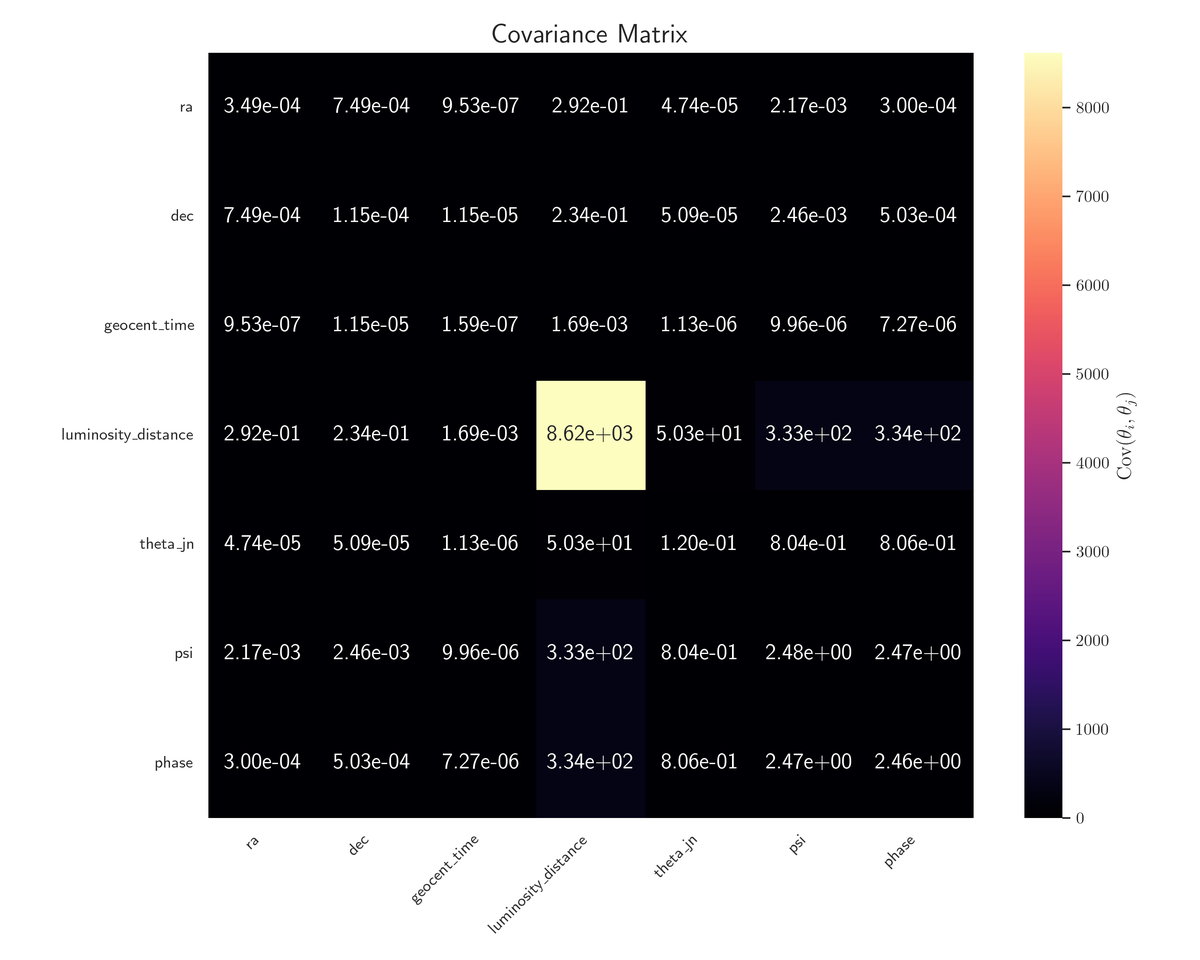 Covariance Matrix
ra 3.49e-04 7.49e-04 9.53e-07 2.92e-01 4.74e-05 2.17e-03 3.00e-04
dec 7.49e-04 1.15e-04 1.15e-05 2.34e-01 5.09e-05 2.46e-03 5.03e-04
geocent_time 9.53e-07 1.15e-05 1.59e-07 1.69e-03 1.13e-06 9.96e-06 7.27e-06
luminosity_distance 2.92e-01 2.34e-01 1.69e-03 8.62e+03 5.03e+01 3.33e+02 3.34e+02
theta_jn 4.74e-05 5.09e-05 1.13e-06 5.03e+01 1.20e-01 8.04e-01 8.06e-01
psi 2.17e-03 2.46e-03 9.96e-06 3.33e+02 8.04e-01 2.48e+00 2.47e+00
phase 3.00e-04 5.03e-04 7.27e-06 3.34e+02 8.06e-01 2.47e+00 2.46e+00
ra dec geocent_time luminosity_distance theta_jn psi phase
8000
7000
6000
5000
4000
3000
2000
1000
0
Cov(θi, θj)